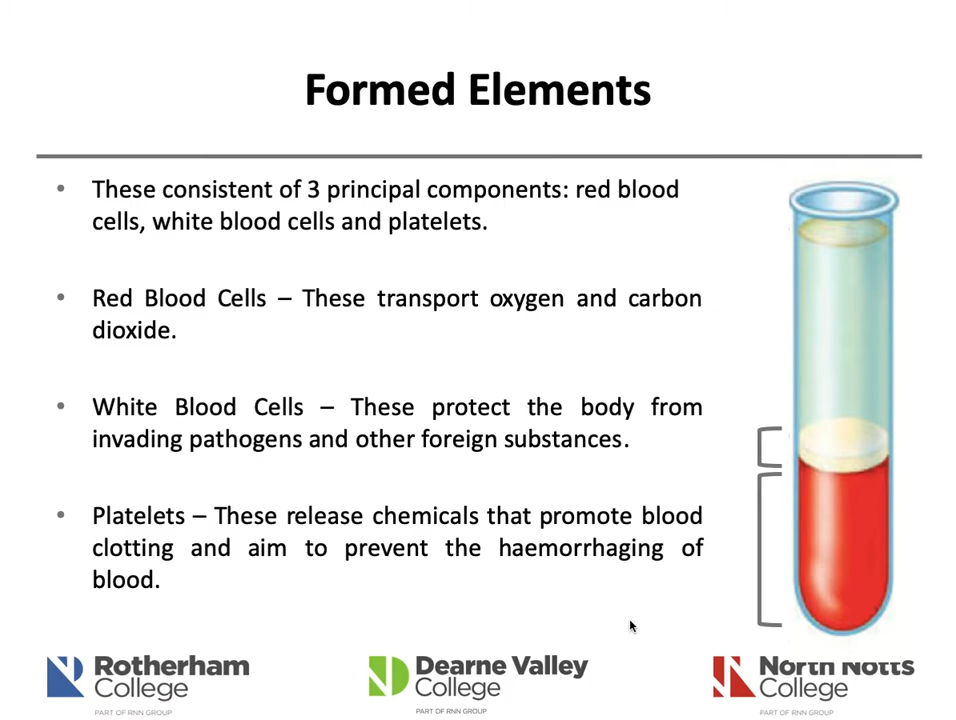 Formed Elements
• These consistent of 3 principal components: red blood
cells, white blood cells and platelets.
• Red Blood Cells – These transport oxygen and carbon
dioxide.
• White Blood Cells – These protect the body from
invading pathogens and other foreign substances.
• Platelets – These release chemicals that promote blood
clotting and aim to prevent the haemorrhaging of
blood.
Rotherham
College
PART OF RNN GROUP
Dearne Valley
College
PART OF RNN GROUP
North Notts
College
PART OF RNN GROUP